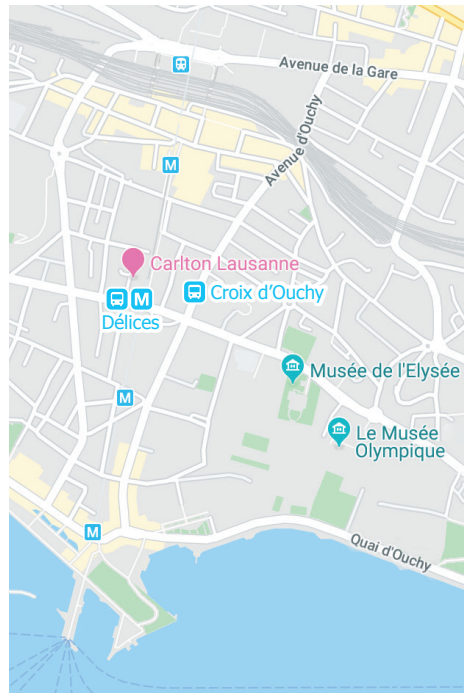 Avenue de la Gare
Avenue d'Ouchy
M
Carlton Lausanne
M
Croix d’Ouchy
Délices
Musée de l'Elysée
M
Le Musée
Olympique
M
Quai d'Ouchy